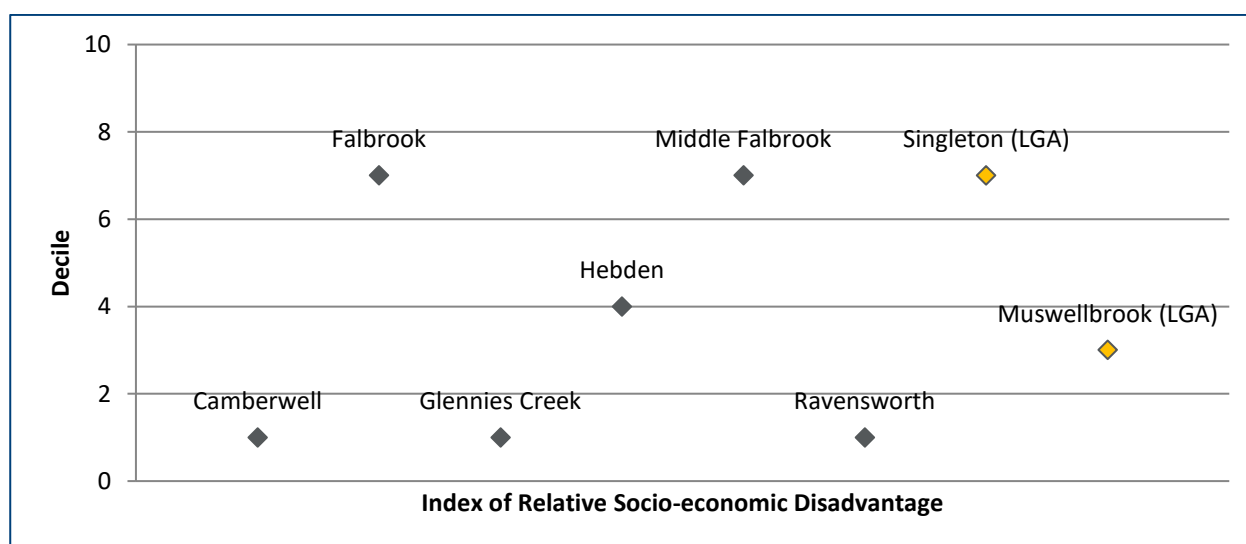 10
8
6
4
2
0
Decile
Falbrook
Middle Falbrook
Singleton (LGA)
Hebden
Muswellbrook (LGA)
Camberwell
Glennies Creek
Ravensworth
Index of Relative Socio-economic Disadvantage